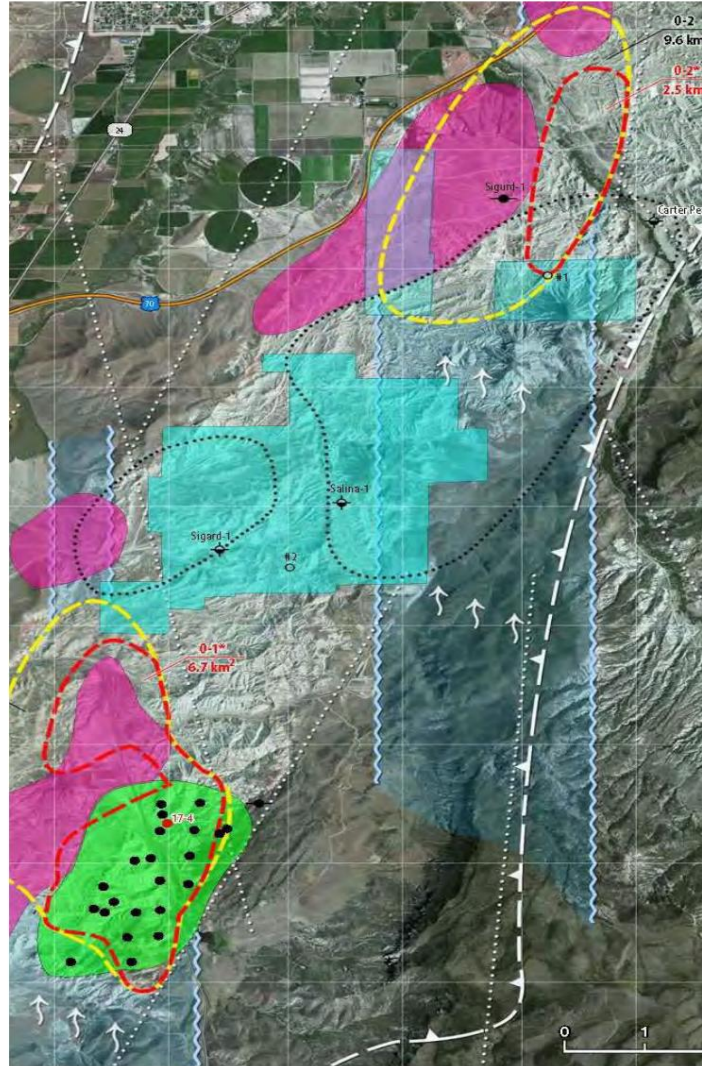 0-2
9.6 km
0-2*
2.5 km
24
Sigurd-1
Carter Pe
#1
70
Salina-1
Sigard-1
#2
0-1*
6.7 km²
17-4
0
1